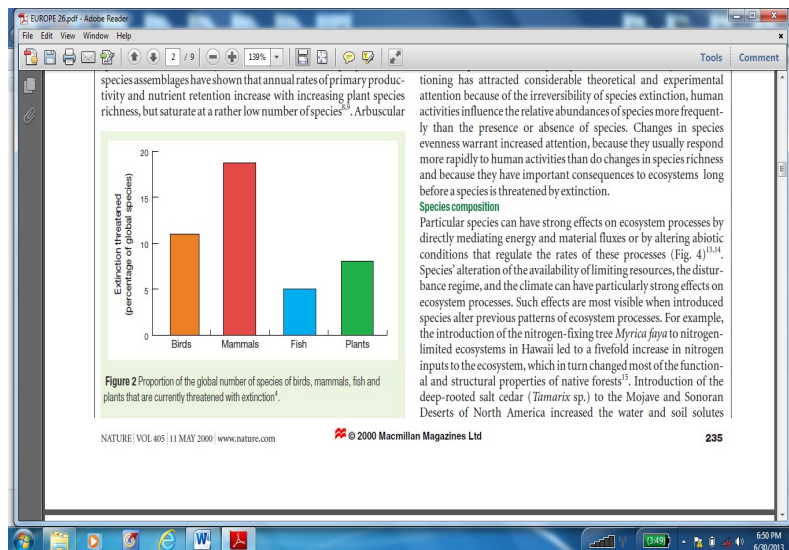 EUROPE 26.pdf - Adobe Reader
File Edit View Window Help
2 / 9 139%
Tools Comment
species assemblages have shown that annual rates of primary produc-
tivity and nutrient retention increase with increasing plant species
richness, but saturate at a rather low number of species8,9. Arbuscular
20
15
10
5
0
Extinction threatened
(percentage of global species)
Birds Mammals Fish Plants
Figure 2 Proportion of the global number of species of birds, mammals, fish and
plants that are currently threatened with extinction4.
tioning has attracted considerable theoretical and experimental
attention because of the irreversibility of species extinction, human
activities influence the relative abundances of species more frequent-
ly than the presence or absence of species. Changes in species
evenness warrant increased attention, because they usually respond
more rapidly to human activities than do changes in species richness
and because they have important consequences to ecosystems long
before a species is threatened by extinction.
Species composition
Particular species can have strong effects on ecosystem processes by
directly mediating energy and material fluxes or by altering abiotic
conditions that regulate the rates of these processes (Fig. 4)13,14.
Species' alteration of the availability of limiting resources, the distur-
bance regime, and the climate can have particularly strong effects on
ecosystem processes. Such effects are most visible when introduced
species alter previous patterns of ecosystem processes. For example,
the introduction of the nitrogen-fixing tree Myrica faya to nitrogen-
limited ecosystems in Hawaii led to a fivefold increase in nitrogen
inputs to the ecosystem, which in turn changed most of the function-
al and structural properties of native forests15. Introduction of the
deep-rooted salt cedar (Tamarix sp.) to the Mojave and Sonoran
Deserts of North America increased the water and soil solutes
NATURE | VOL 405 | 11 MAY 2000 | www.nature.com
© 2000 Macmillan Magazines Ltd
235
(3:49)
6:50 PM
6/30/2013